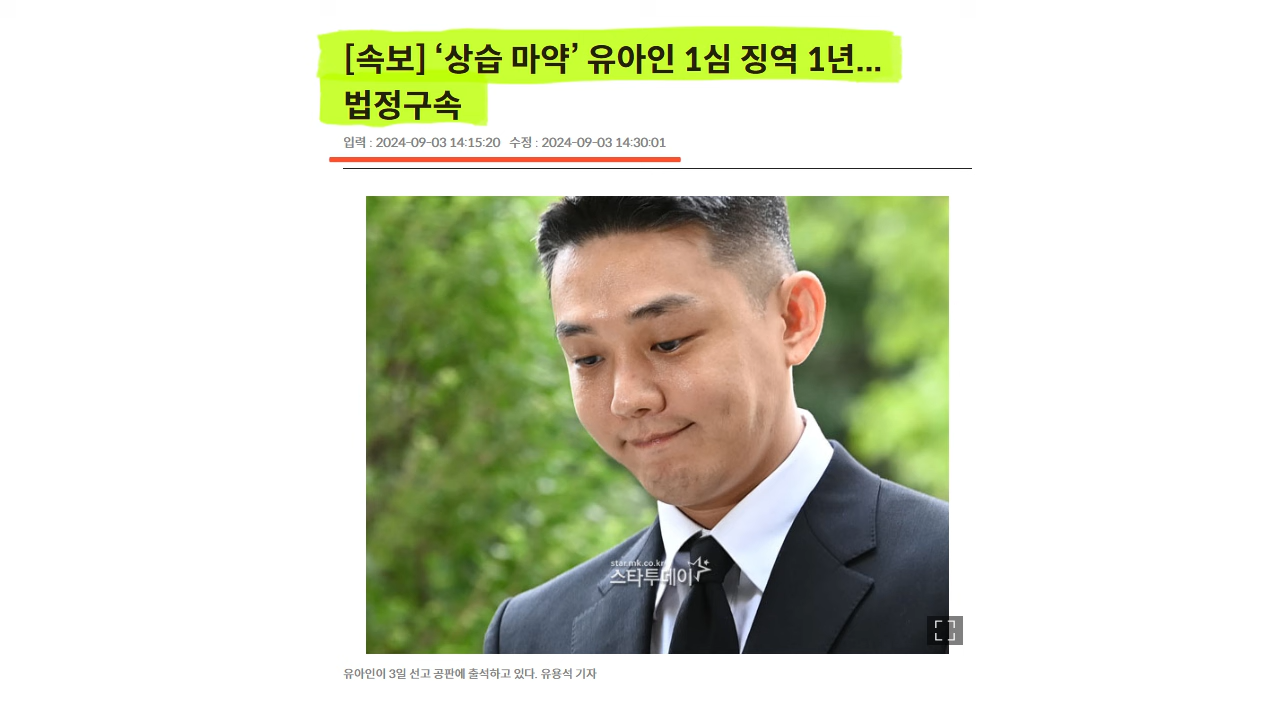 [속보] ‘상습 마약’ 유아인 1심 징역 1년…
법정구속
입력 : 2024-09-03 14:15:20 수정 : 2024-09-03 14:30:01
star.mk.co.kr
스타투데이
유아인이 3일 선고 공판에 출석하고 있다. 유용석 기자